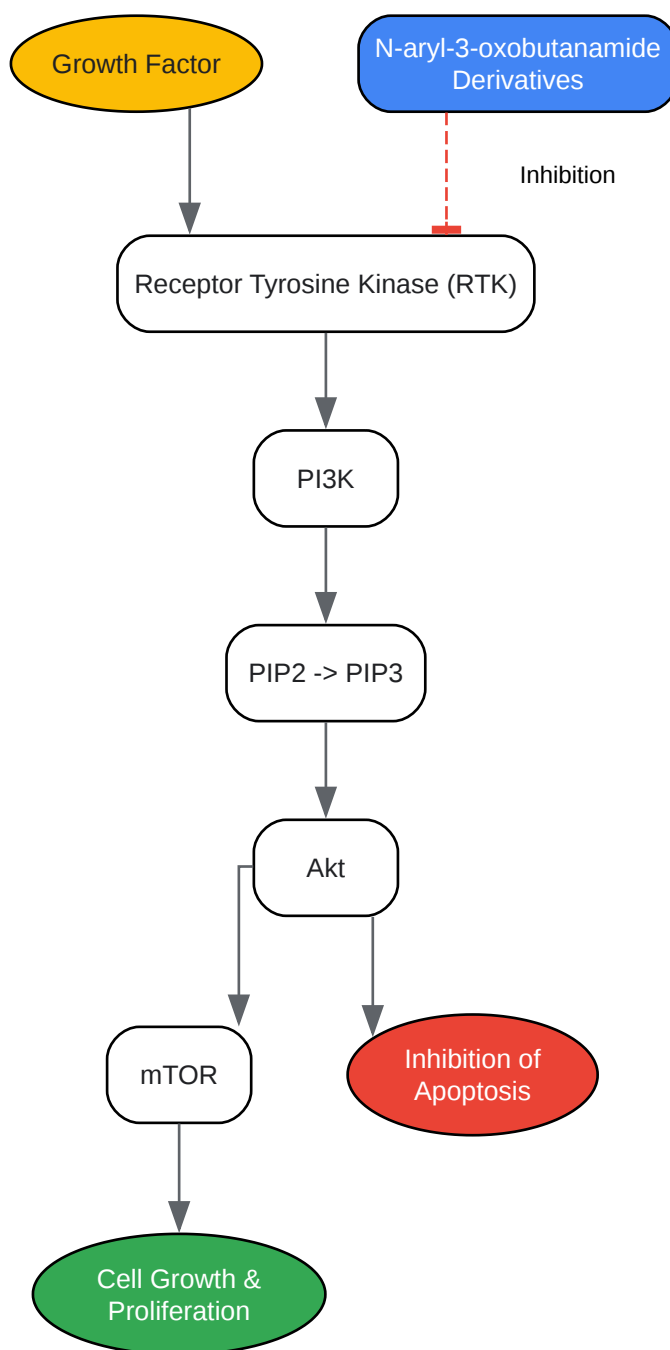 Growth Factor
N-aryl-3-oxobutanamide
Derivatives
Inhibition
Receptor Tyrosine Kinase (RTK)
PI3K
PIP2 -> PIP3
Akt
mTOR
Inhibition of
Apoptosis
Cell Growth &
Proliferation